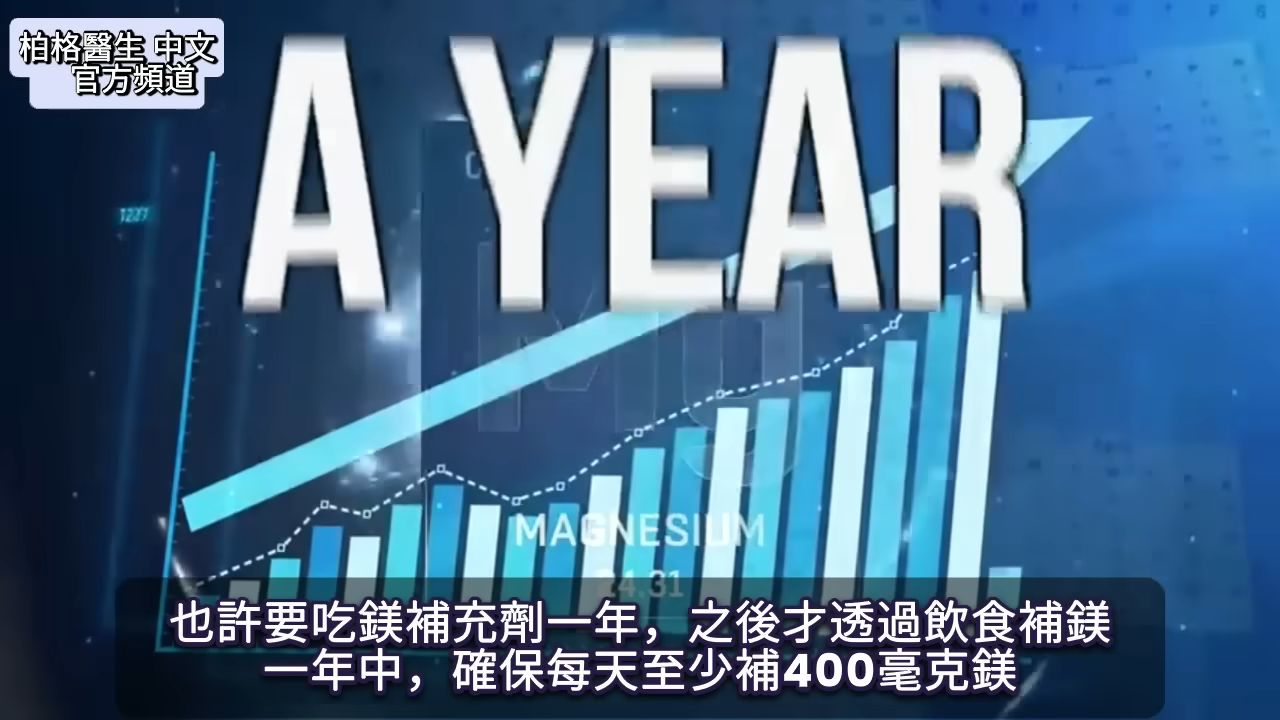 柏格醫生 中文
官方頻道
A YEAR
1227
MAGNESIUM
24.31
也許要吃鎂補充劑一年，之後才透過飲食補鎂
一年中，確保每天至少補400毫克鎂